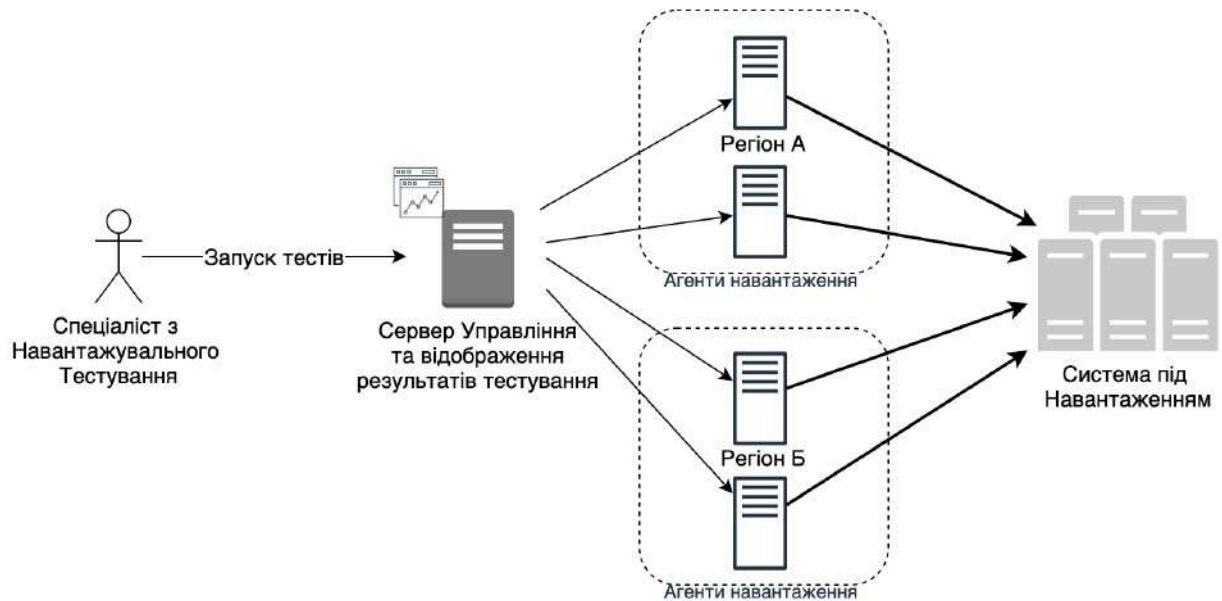 Запуск тестів
Спеціаліст з
Навантажувального
Тестування
Сервер Управління
та відображення
результатів тестування
Регіон А
Агенти навантаження
Регіон Б
Агенти навантаження
Система під
Навантаженням